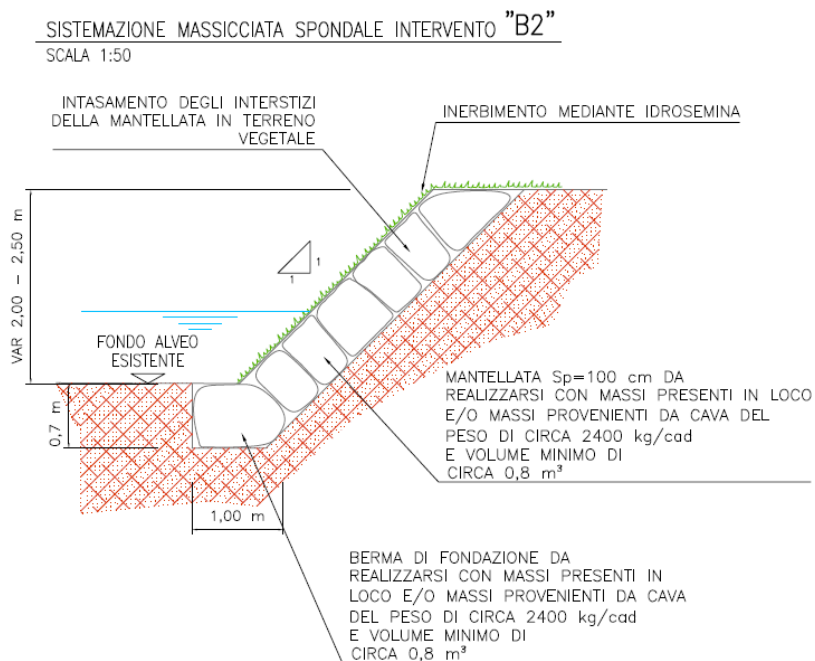 SISTEMAZIONE MASSICCIATA SPONDALE INTERVENTO "B2"
SCALA 1:50
INTASAMENTO DEGLI INTERSTIZI
DELLA MANTELLATA IN TERRENO
VEGETALE
INERBIMENTO MEDIANTE IDROSEMINA
VAR 2,00 – 2,50 m
1
1
FONDO ALVEO
ESISTENTE
0,7 m
1,00 m
MANTELLATA Sp=100 cm DA
REALIZZARSI CON MASSI PRESENTI IN LOCO
E/O MASSI PROVENIENTI DA CAVA DEL
PESO DI CIRCA 2400 kg/cad
E VOLUME MINIMO DI
CIRCA 0,8 m³
BERMA DI FONDAZIONE DA
REALIZZARSI CON MASSI PRESENTI IN
LOCO E/O MASSI PROVENIENTI DA CAVA
DEL PESO DI CIRCA 2400 kg/cad
E VOLUME MINIMO DI
CIRCA 0,8 m³